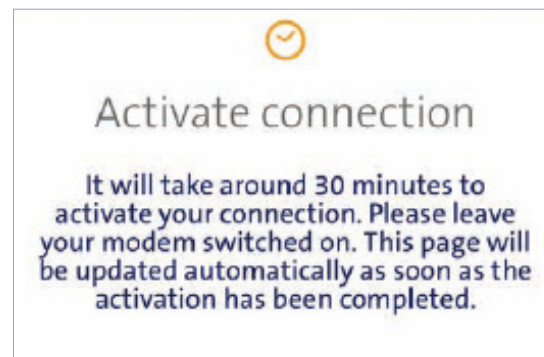 Activate connection
It will take around 30 minutes to
activate your connection. Please leave
your modem switched on. This page will
be updated automatically as soon as the
activation has been completed.